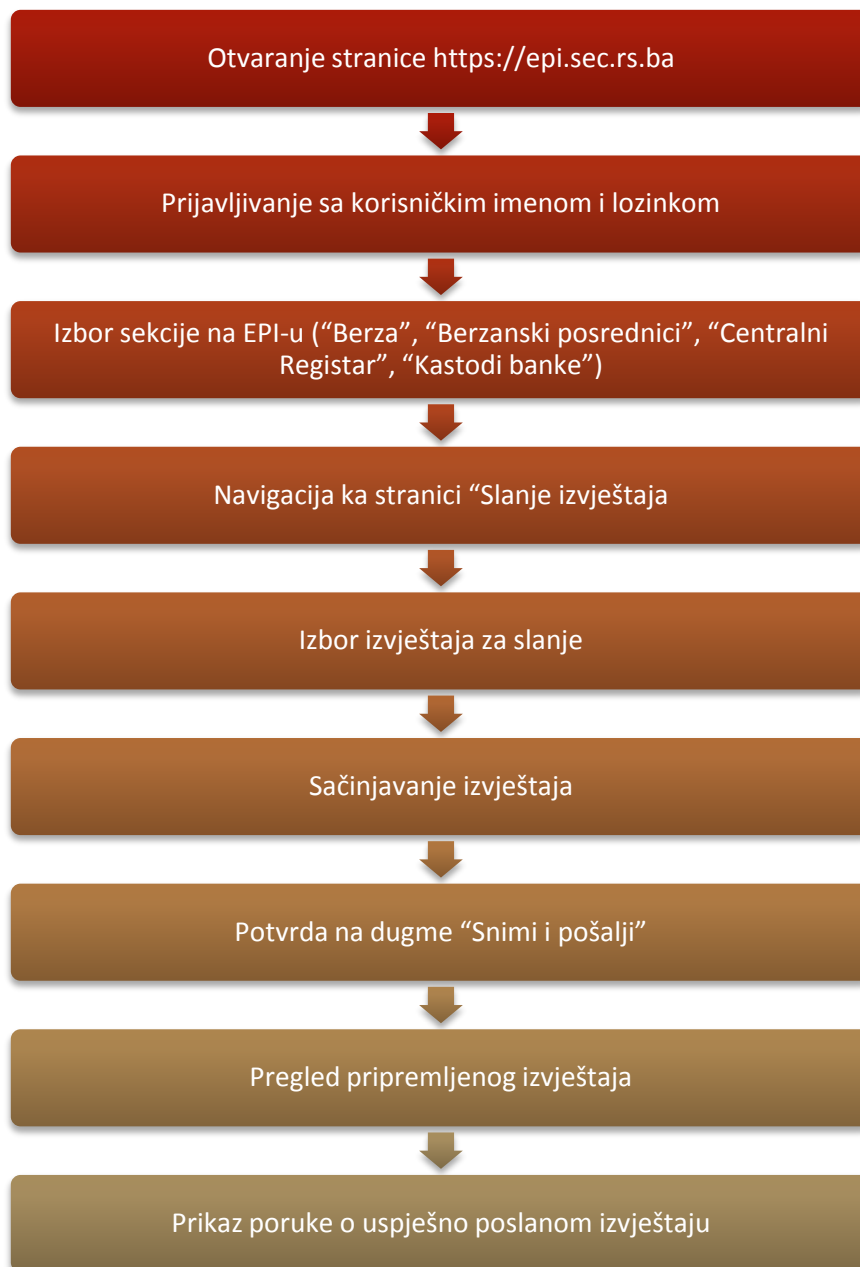 Otvaranje stranice https://epi.sec.rs.ba
Prijavljivanje sa korisničkim imenom i lozinkom
Izbor sekcije na EPI-u (“Berza”, “Berzanski posrednici”, “Centralni
Registar”, “Kastodi banke”)
Navigacija ka stranici “Slanje izvještaja
Izbor izvještaja za slanje
Sačinjavanje izvještaja
Potvrda na dugme “Snimi i pošalji”
Pregled pripremljenog izvještaja
Prikaz poruke o uspješno poslanom izvještaju